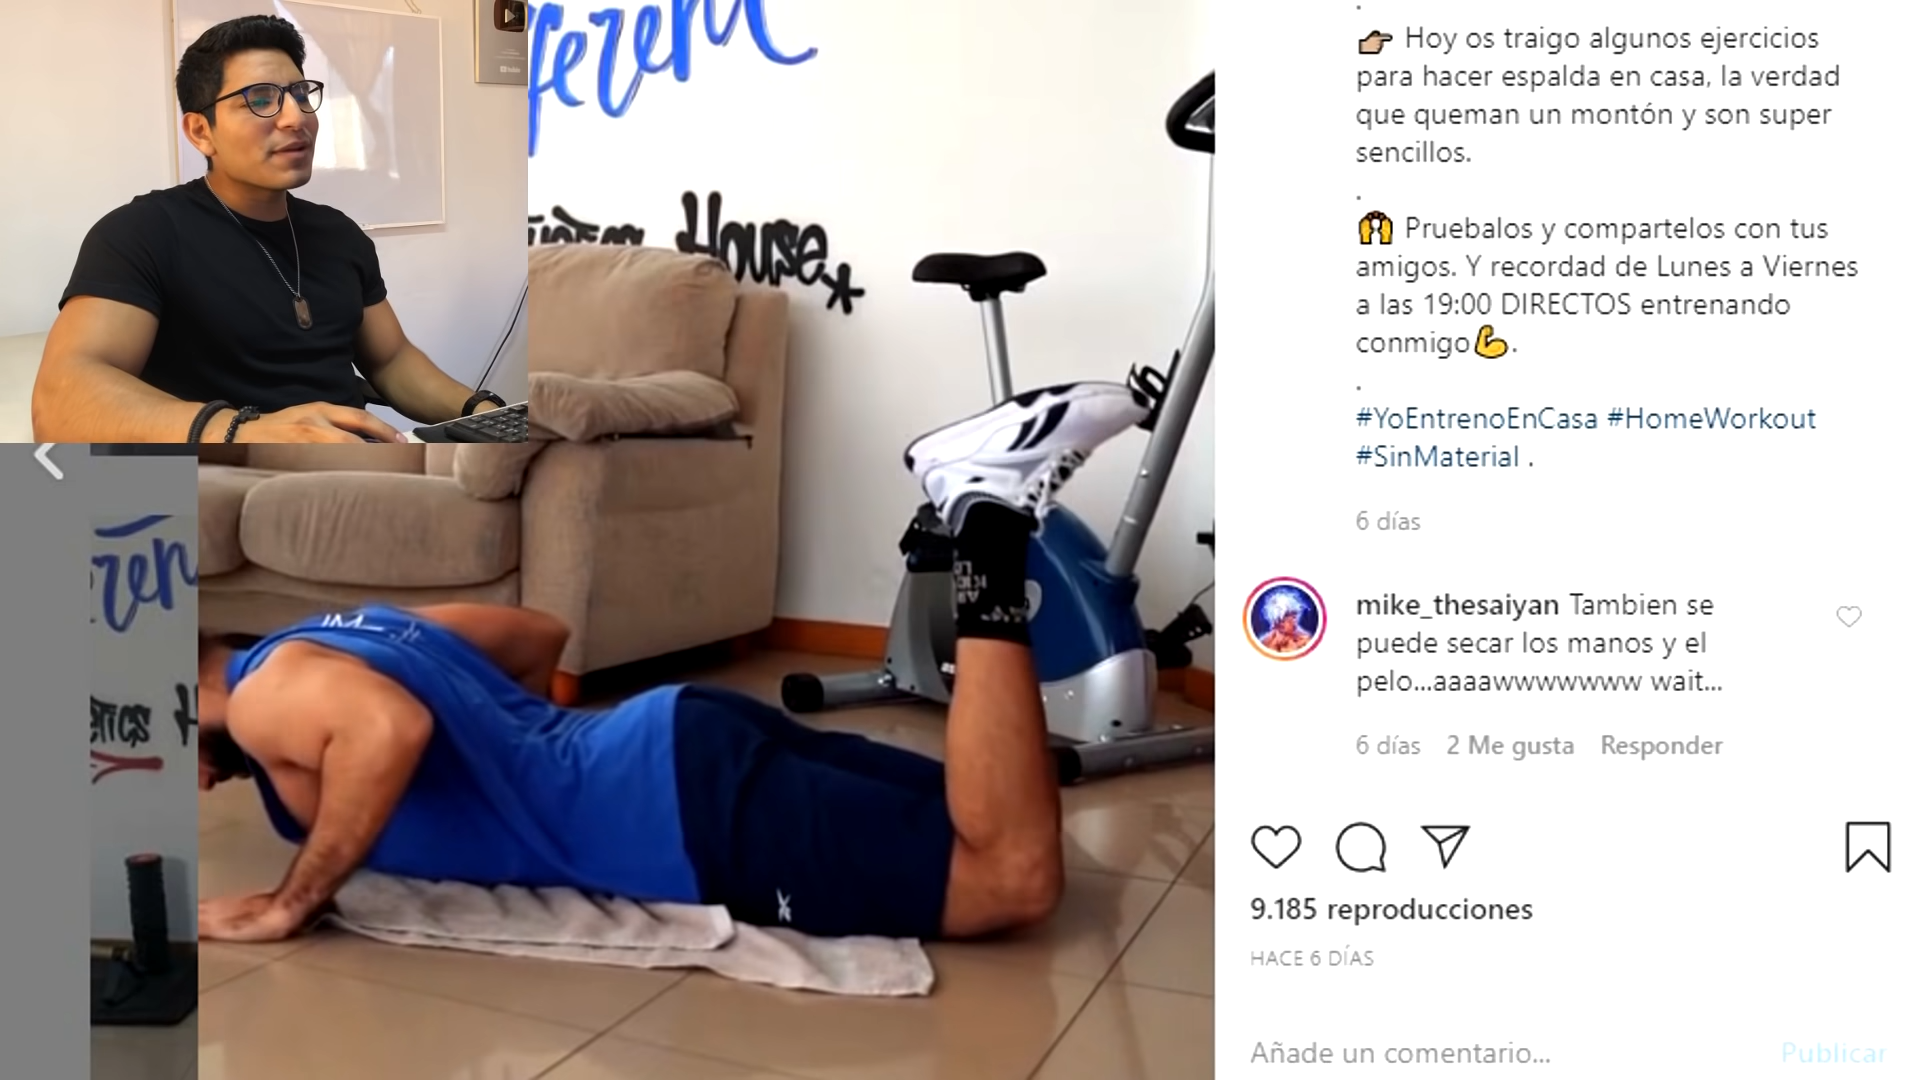 ferent
House*
👉🏼 Hoy os traigo algunos ejercicios
para hacer espalda en casa, la verdad
que queman un montón y son super
sencillos.
.
🙌 Pruebalos y compartelos con tus
amigos. Y recordad de Lunes a Viernes
a las 19:00 DIRECTOS entrenando
conmigo💪.
.
#YoEntrenoEnCasa #HomeWorkout
#SinMaterial .
6 días
mike_thesaiyan Tambien se
puede secar los manos y el
pelo...aaaawwwwwww wait...
6 días 2 Me gusta Responder
9.185 reproducciones
HACE 6 DÍAS
Añade un comentario... Publicar